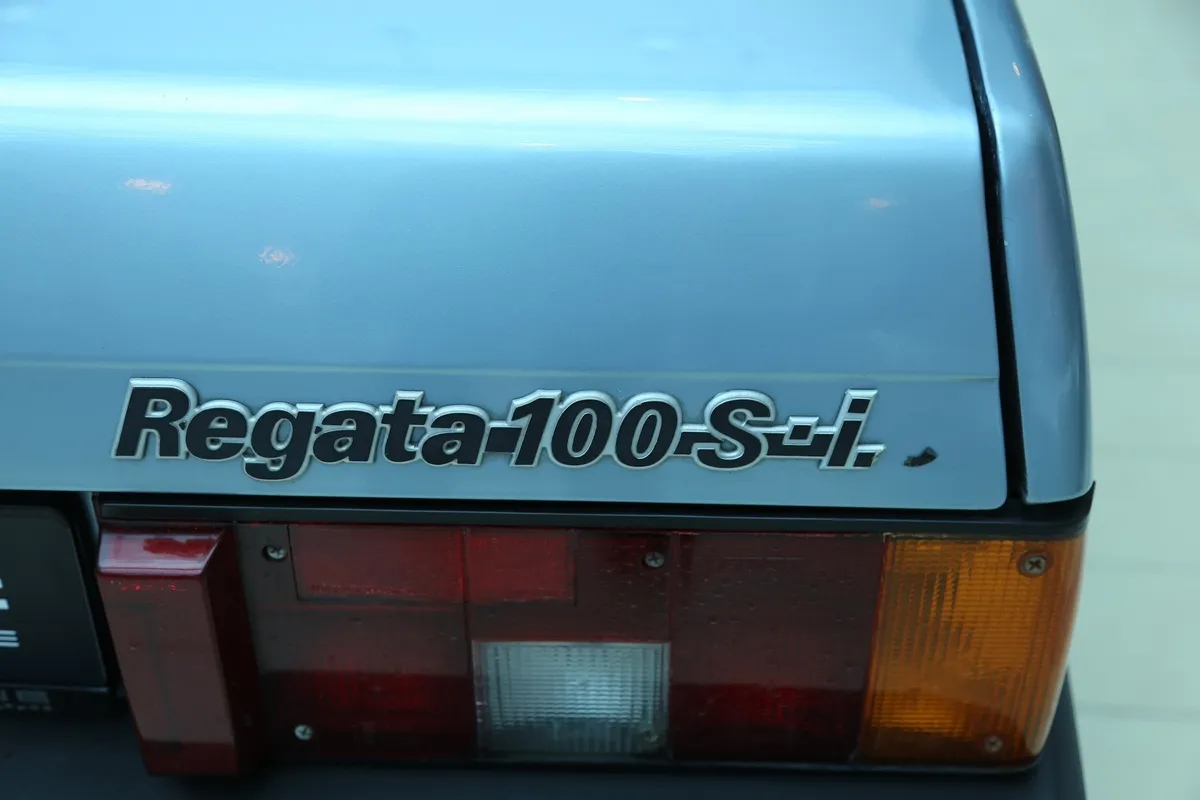 Regata 100 S i.